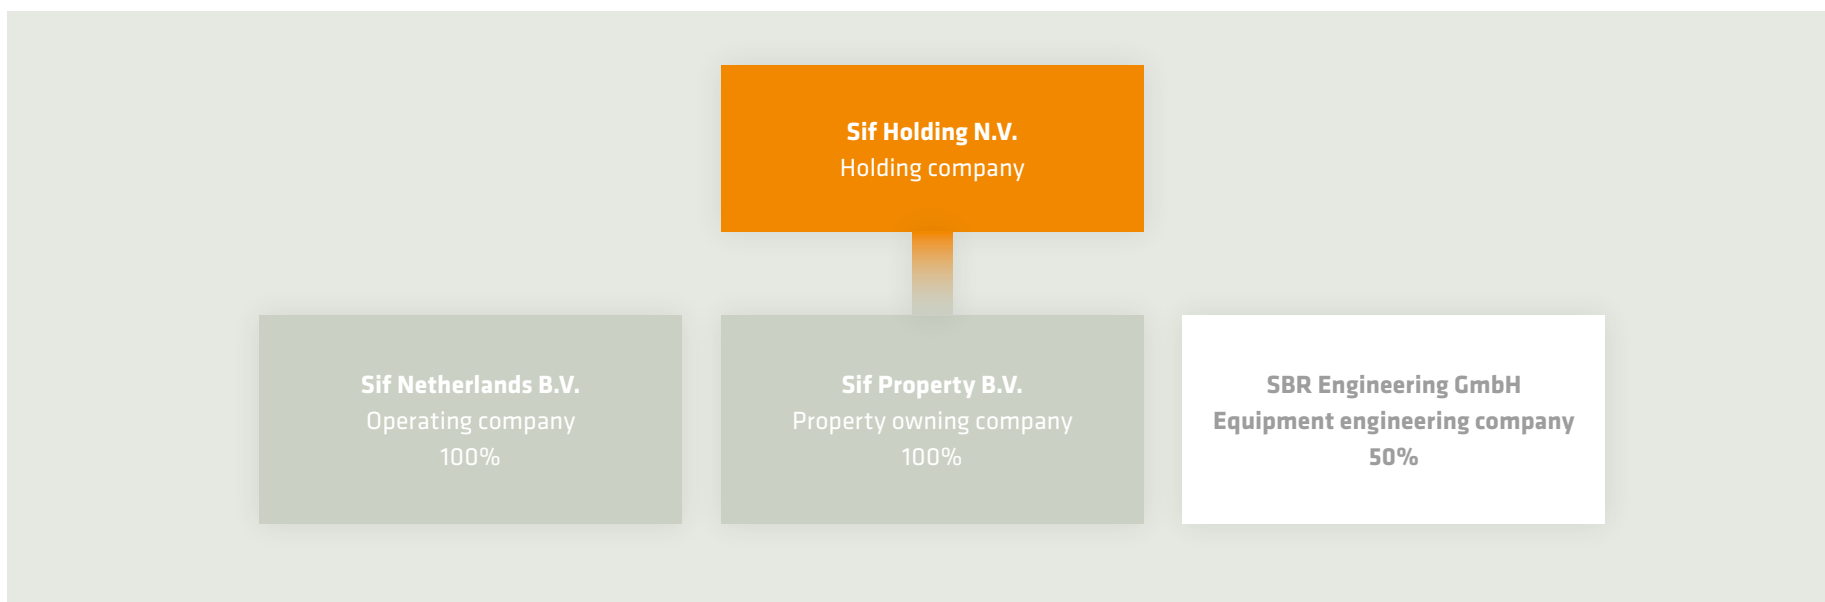 Sif Holding N.V.
Holding company
Sif Netherlands B.V.
Operating company
100%
Sif Property B.V.
Property owning company
100%
SBR Engineering GmbH
Equipment engineering company
50%